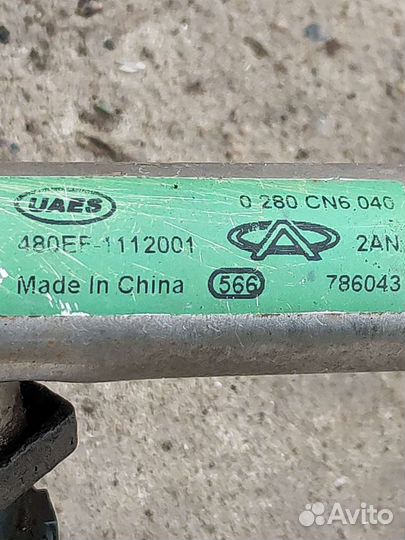 UAES
0 280 CN6 040
480EF-1112001
2AN
Made In China
566
786043
Avito